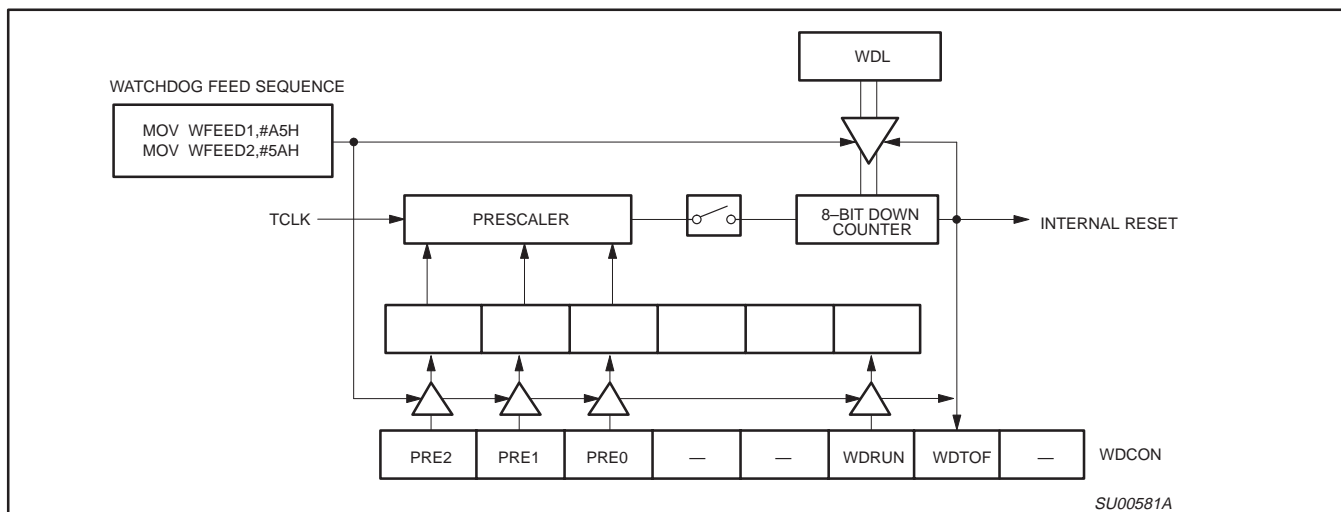 WDL
WATCHDOG FEED SEQUENCE
MOV WFEED1,#A5H
MOV WFEED2,#5AH
TCLK
PRESCALER
8–BIT DOWN
COUNTER
INTERNAL RESET
PRE2 PRE1 PRE0 — — WDRUN WDTOF — WDCON
SU00581A